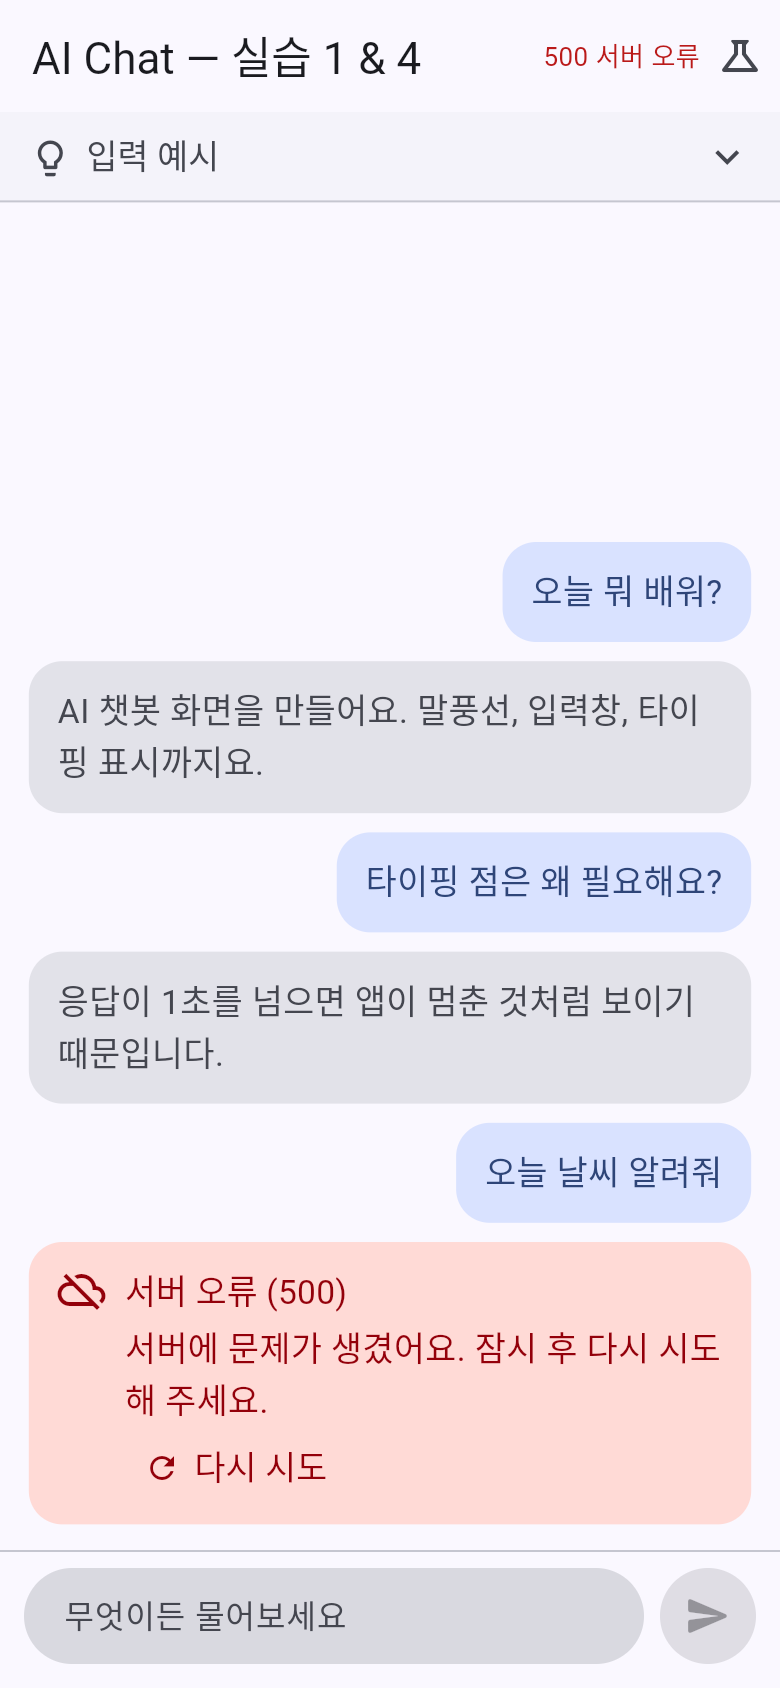 AI Chat — 실습 1 & 4
500 서버 오류
입력 예시
오늘 뭐 배워?
AI 챗봇 화면을 만들어요. 말풍선, 입력창, 타이
핑 표시까지요.
타이핑 점은 왜 필요해요?
응답이 1초를 넘으면 앱이 멈춘 것처럼 보이기
때문입니다.
오늘 날씨 알려줘
서버 오류 (500)
서버에 문제가 생겼어요. 잠시 후 다시 시도
해 주세요.
다시 시도
무엇이든 물어보세요